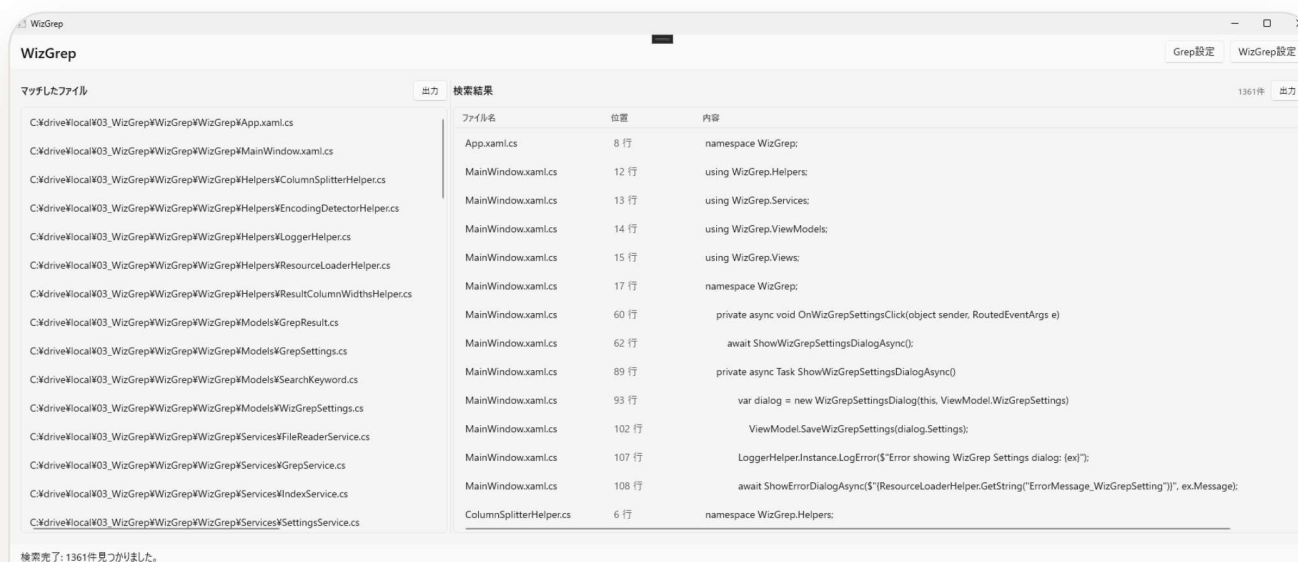 WizGrep
WizGrep
Grep設定 WizGrep設定
マッチしたファイル 出力
C:¥drive¥local¥03_WizGrep¥WizGrep¥WizGrep¥App.xaml.cs
C:¥drive¥local¥03_WizGrep¥WizGrep¥WizGrep¥MainWindow.xaml.cs
C:¥drive¥local¥03_WizGrep¥WizGrep¥WizGrep¥Helpers¥ColumnSplitterHelper.cs
C:¥drive¥local¥03_WizGrep¥WizGrep¥WizGrep¥Helpers¥EncodingDetectorHelper.cs
C:¥drive¥local¥03_WizGrep¥WizGrep¥WizGrep¥Helpers¥LoggerHelper.cs
C:¥drive¥local¥03_WizGrep¥WizGrep¥WizGrep¥Helpers¥ResourceLoaderHelper.cs
C:¥drive¥local¥03_WizGrep¥WizGrep¥WizGrep¥Helpers¥ResultColumnWidthsHelper.cs
C:¥drive¥local¥03_WizGrep¥WizGrep¥WizGrep¥Models¥GrepResult.cs
C:¥drive¥local¥03_WizGrep¥WizGrep¥WizGrep¥Models¥GrepSettings.cs
C:¥drive¥local¥03_WizGrep¥WizGrep¥WizGrep¥Models¥SearchKeyword.cs
C:¥drive¥local¥03_WizGrep¥WizGrep¥WizGrep¥Models¥WizGrepSettings.cs
C:¥drive¥local¥03_WizGrep¥WizGrep¥WizGrep¥Services¥FileReaderService.cs
C:¥drive¥local¥03_WizGrep¥WizGrep¥WizGrep¥Services¥GrepService.cs
C:¥drive¥local¥03_WizGrep¥WizGrep¥WizGrep¥Services¥IndexService.cs
C:¥drive¥local¥03_WizGrep¥WizGrep¥WizGrep¥Services¥SettingsService.cs
検索結果 1361件 出力
ファイル名 位置 内容
App.xaml.cs 8 行 namespace WizGrep;
MainWindow.xaml.cs 12 行 using WizGrep.Helpers;
MainWindow.xaml.cs 13 行 using WizGrep.Services;
MainWindow.xaml.cs 14 行 using WizGrep.ViewModels;
MainWindow.xaml.cs 15 行 using WizGrep.Views;
MainWindow.xaml.cs 17 行 namespace WizGrep;
MainWindow.xaml.cs 60 行 private async void OnWizGrepSettingsClick(object sender, RoutedEventArgs e)
MainWindow.xaml.cs 62 行 await ShowWizGrepSettingsDialogAsync();
MainWindow.xaml.cs 89 行 private async Task ShowWizGrepSettingsDialogAsync()
MainWindow.xaml.cs 93 行 var dialog = new WizGrepSettingsDialog(this, ViewModel.WizGrepSettings)
MainWindow.xaml.cs 102 行 ViewModel.SaveWizGrepSettings(dialog.Settings);
MainWindow.xaml.cs 107 行 LoggerHelper.Instance.LogError($"Error showing WizGrep Settings dialog: {ex}");
MainWindow.xaml.cs 108 行 await ShowErrorDialogAsync($"{ResourceLoaderHelper.GetString("ErrorMessage_WizGrepSetting")}", ex.Message);
ColumnSplitterHelper.cs 6 行 namespace WizGrep.Helpers;
検索完了: 1361件見つかりました。